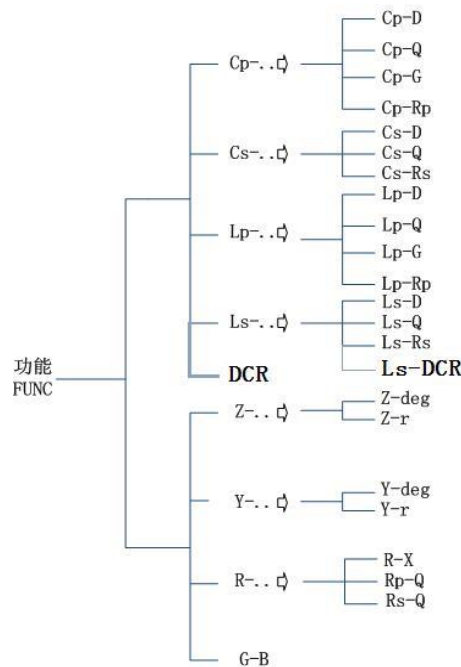 功能
FUNC
Cp-..
Cp-D
Cp-Q
Cp-G
Cp-Rp
Cs-..
Cs-D
Cs-Q
Cs-Rs
Lp-..
Lp-D
Lp-Q
Lp-G
Lp-Rp
Ls-..
Ls-D
Ls-Q
Ls-Rs
Ls-DCR
DCR
Z-..
Z-deg
Z-r
Y-..
Y-deg
Y-r
R-..
R-X
Rp-Q
Rs-Q
G-B